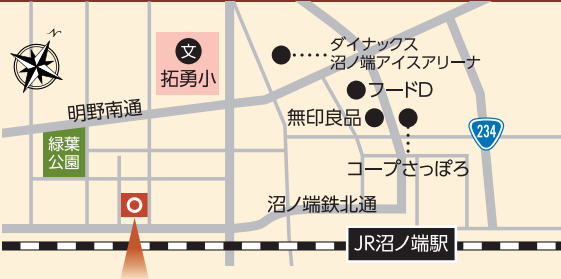 N
文
拓勇小
ダイナックス
沼ノ端アイスアリーナ
フードD
無印良品
明野南通
緑葉
公園
234
コープさっぽろ
沼ノ端鉄北通
JR沼ノ端駅